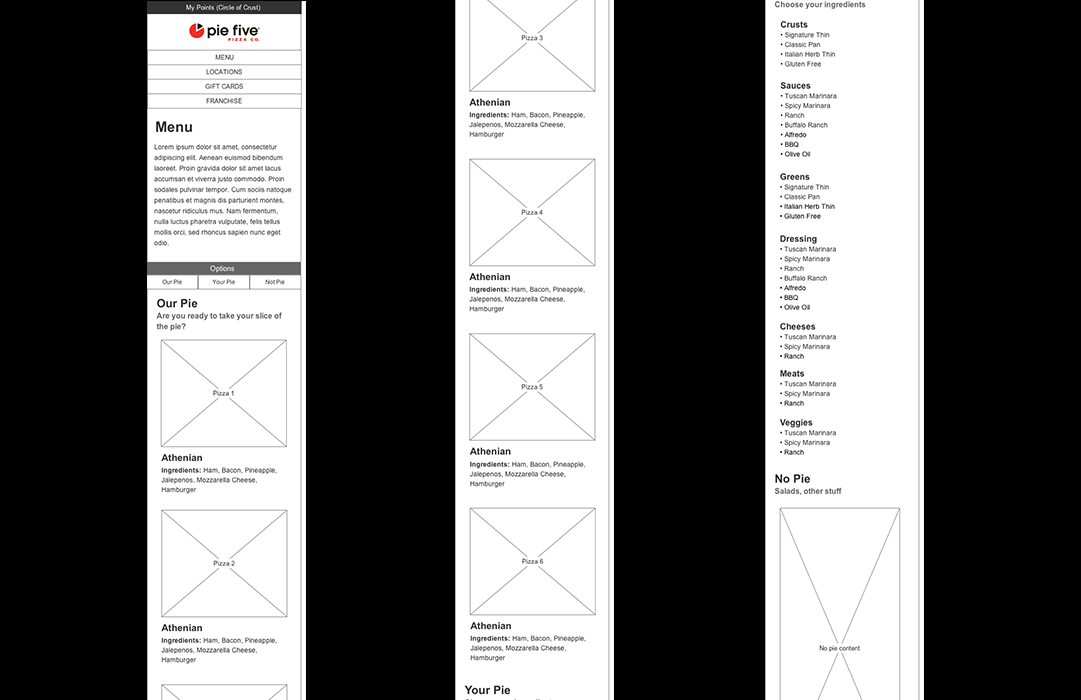 My Points (Circle of Crust)
pie five
PIZZA CO.
MENU
LOCATIONS
GIFT CARDS
FRANCHISE
Menu
Lorem ipsum dolor sit amet, consectetur
adipiscing elit. Aenean euismod bibendum
laoreet. Proin gravida dolor sit amet lacus
accumsan et viverra justo commodo. Proin
sodales pulvinar tempor. Cum sociis natoque
penatibus et magnis dis parturient montes,
nascetur ridiculus mus. Nam fermentum,
nulla luctus pharetra vulputate, felis tellus
mollis orci, sed rhoncus sapien nunc eget
odio.
Options
Our Pie
Your Pie
Not Pie
Our Pie
Are you ready to take your slice of
the pie?
Pizza 1
Athenian
Ingredients: Ham, Bacon, Pineapple,
Jalepenos, Mozzarella Cheese,
Hamburger
Pizza 2
Athenian
Ingredients: Ham, Bacon, Pineapple,
Jalepenos, Mozzarella Cheese,
Hamburger
Pizza 3
Athenian
Ingredients: Ham, Bacon, Pineapple,
Jalepenos, Mozzarella Cheese,
Hamburger
Pizza 4
Athenian
Ingredients: Ham, Bacon, Pineapple,
Jalepenos, Mozzarella Cheese,
Hamburger
Pizza 5
Athenian
Ingredients: Ham, Bacon, Pineapple,
Jalepenos, Mozzarella Cheese,
Hamburger
Pizza 6
Athenian
Ingredients: Ham, Bacon, Pineapple,
Jalepenos, Mozzarella Cheese,
Hamburger
Your Pie
Choose your ingredients
Crusts
• Signature Thin
• Classic Pan
• Italian Herb Thin
• Gluten Free
Sauces
• Tuscan Marinara
• Spicy Marinara
• Ranch
• Buffalo Ranch
• Alfredo
• BBQ
• Olive Oil
Greens
• Signature Thin
• Classic Pan
• Italian Herb Thin
• Gluten Free
Dressing
• Tuscan Marinara
• Spicy Marinara
• Ranch
• Buffalo Ranch
• Alfredo
• BBQ
• Olive Oil
Cheeses
• Tuscan Marinara
• Spicy Marinara
• Ranch
Meats
• Tuscan Marinara
• Spicy Marinara
• Ranch
Veggies
• Tuscan Marinara
• Spicy Marinara
• Ranch
No Pie
Salads, other stuff
No pie content